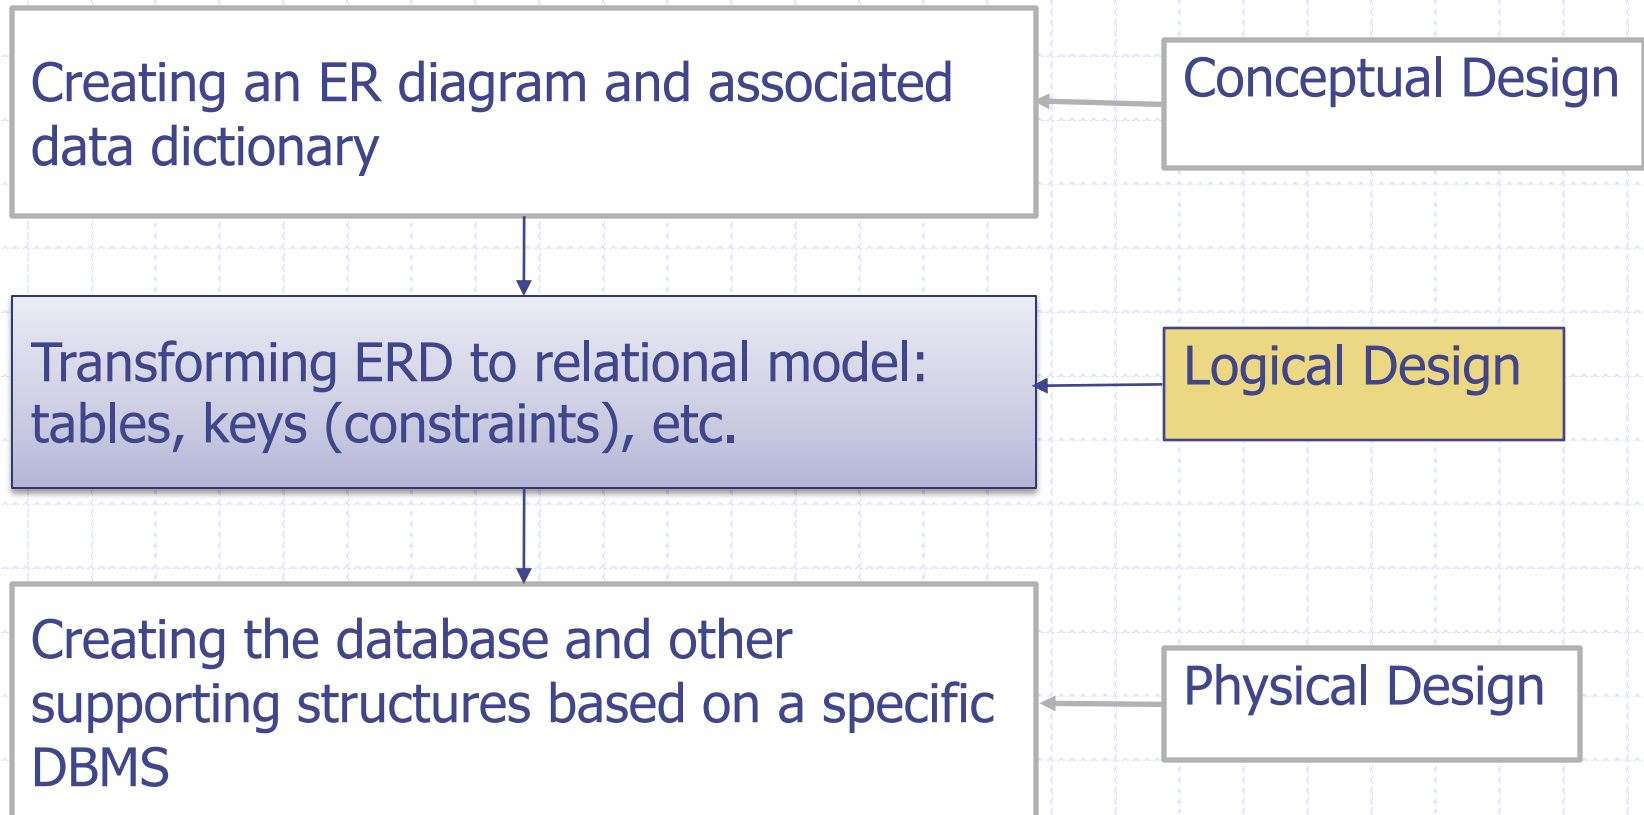 Creating an ER diagram and associated
data dictionary
Conceptual Design
Transforming ERD to relational model:
tables, keys (constraints), etc.
Logical Design
Creating the database and other
supporting structures based on a specific
DBMS
Physical Design